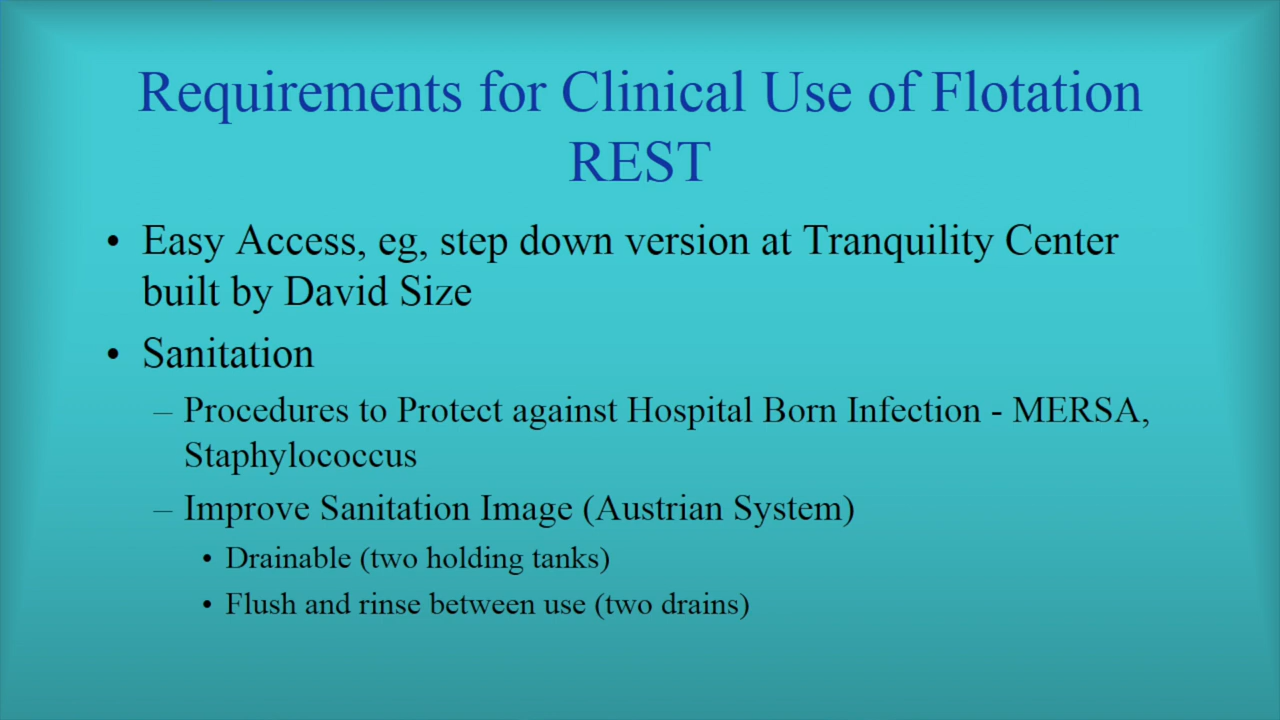 Requirements for Clinical Use of Flotation
REST
• Easy Access, eg, step down version at Tranquility Center
built by David Size
• Sanitation
– Procedures to Protect against Hospital Born Infection - MERSA,
Staphylococcus
– Improve Sanitation Image (Austrian System)
• Drainable (two holding tanks)
• Flush and rinse between use (two drains)